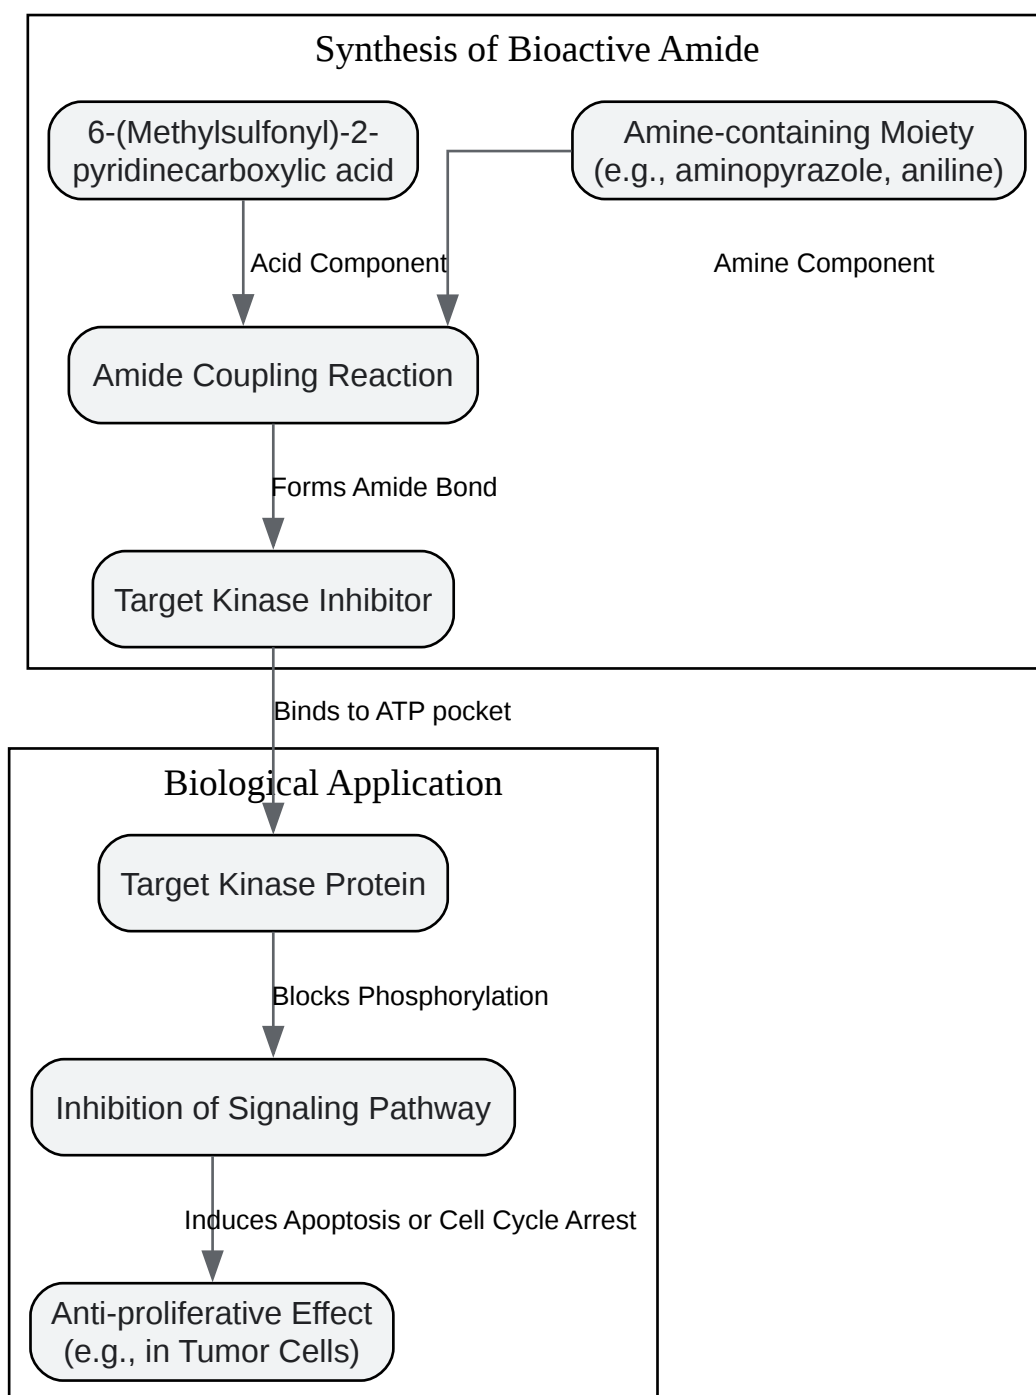 Synthesis of Bioactive Amide
6-(Methylsulfonyl)-2-
pyridinecarboxylic acid
Amine-containing Moiety
(e.g., aminopyrazole, aniline)
Acid Component
Amine Component
Amide Coupling Reaction
Forms Amide Bond
Target Kinase Inhibitor
Binds to ATP pocket
Biological Application
Target Kinase Protein
Blocks Phosphorylation
Inhibition of Signaling Pathway
Induces Apoptosis or Cell Cycle Arrest
Anti-proliferative Effect
(e.g., in Tumor Cells)